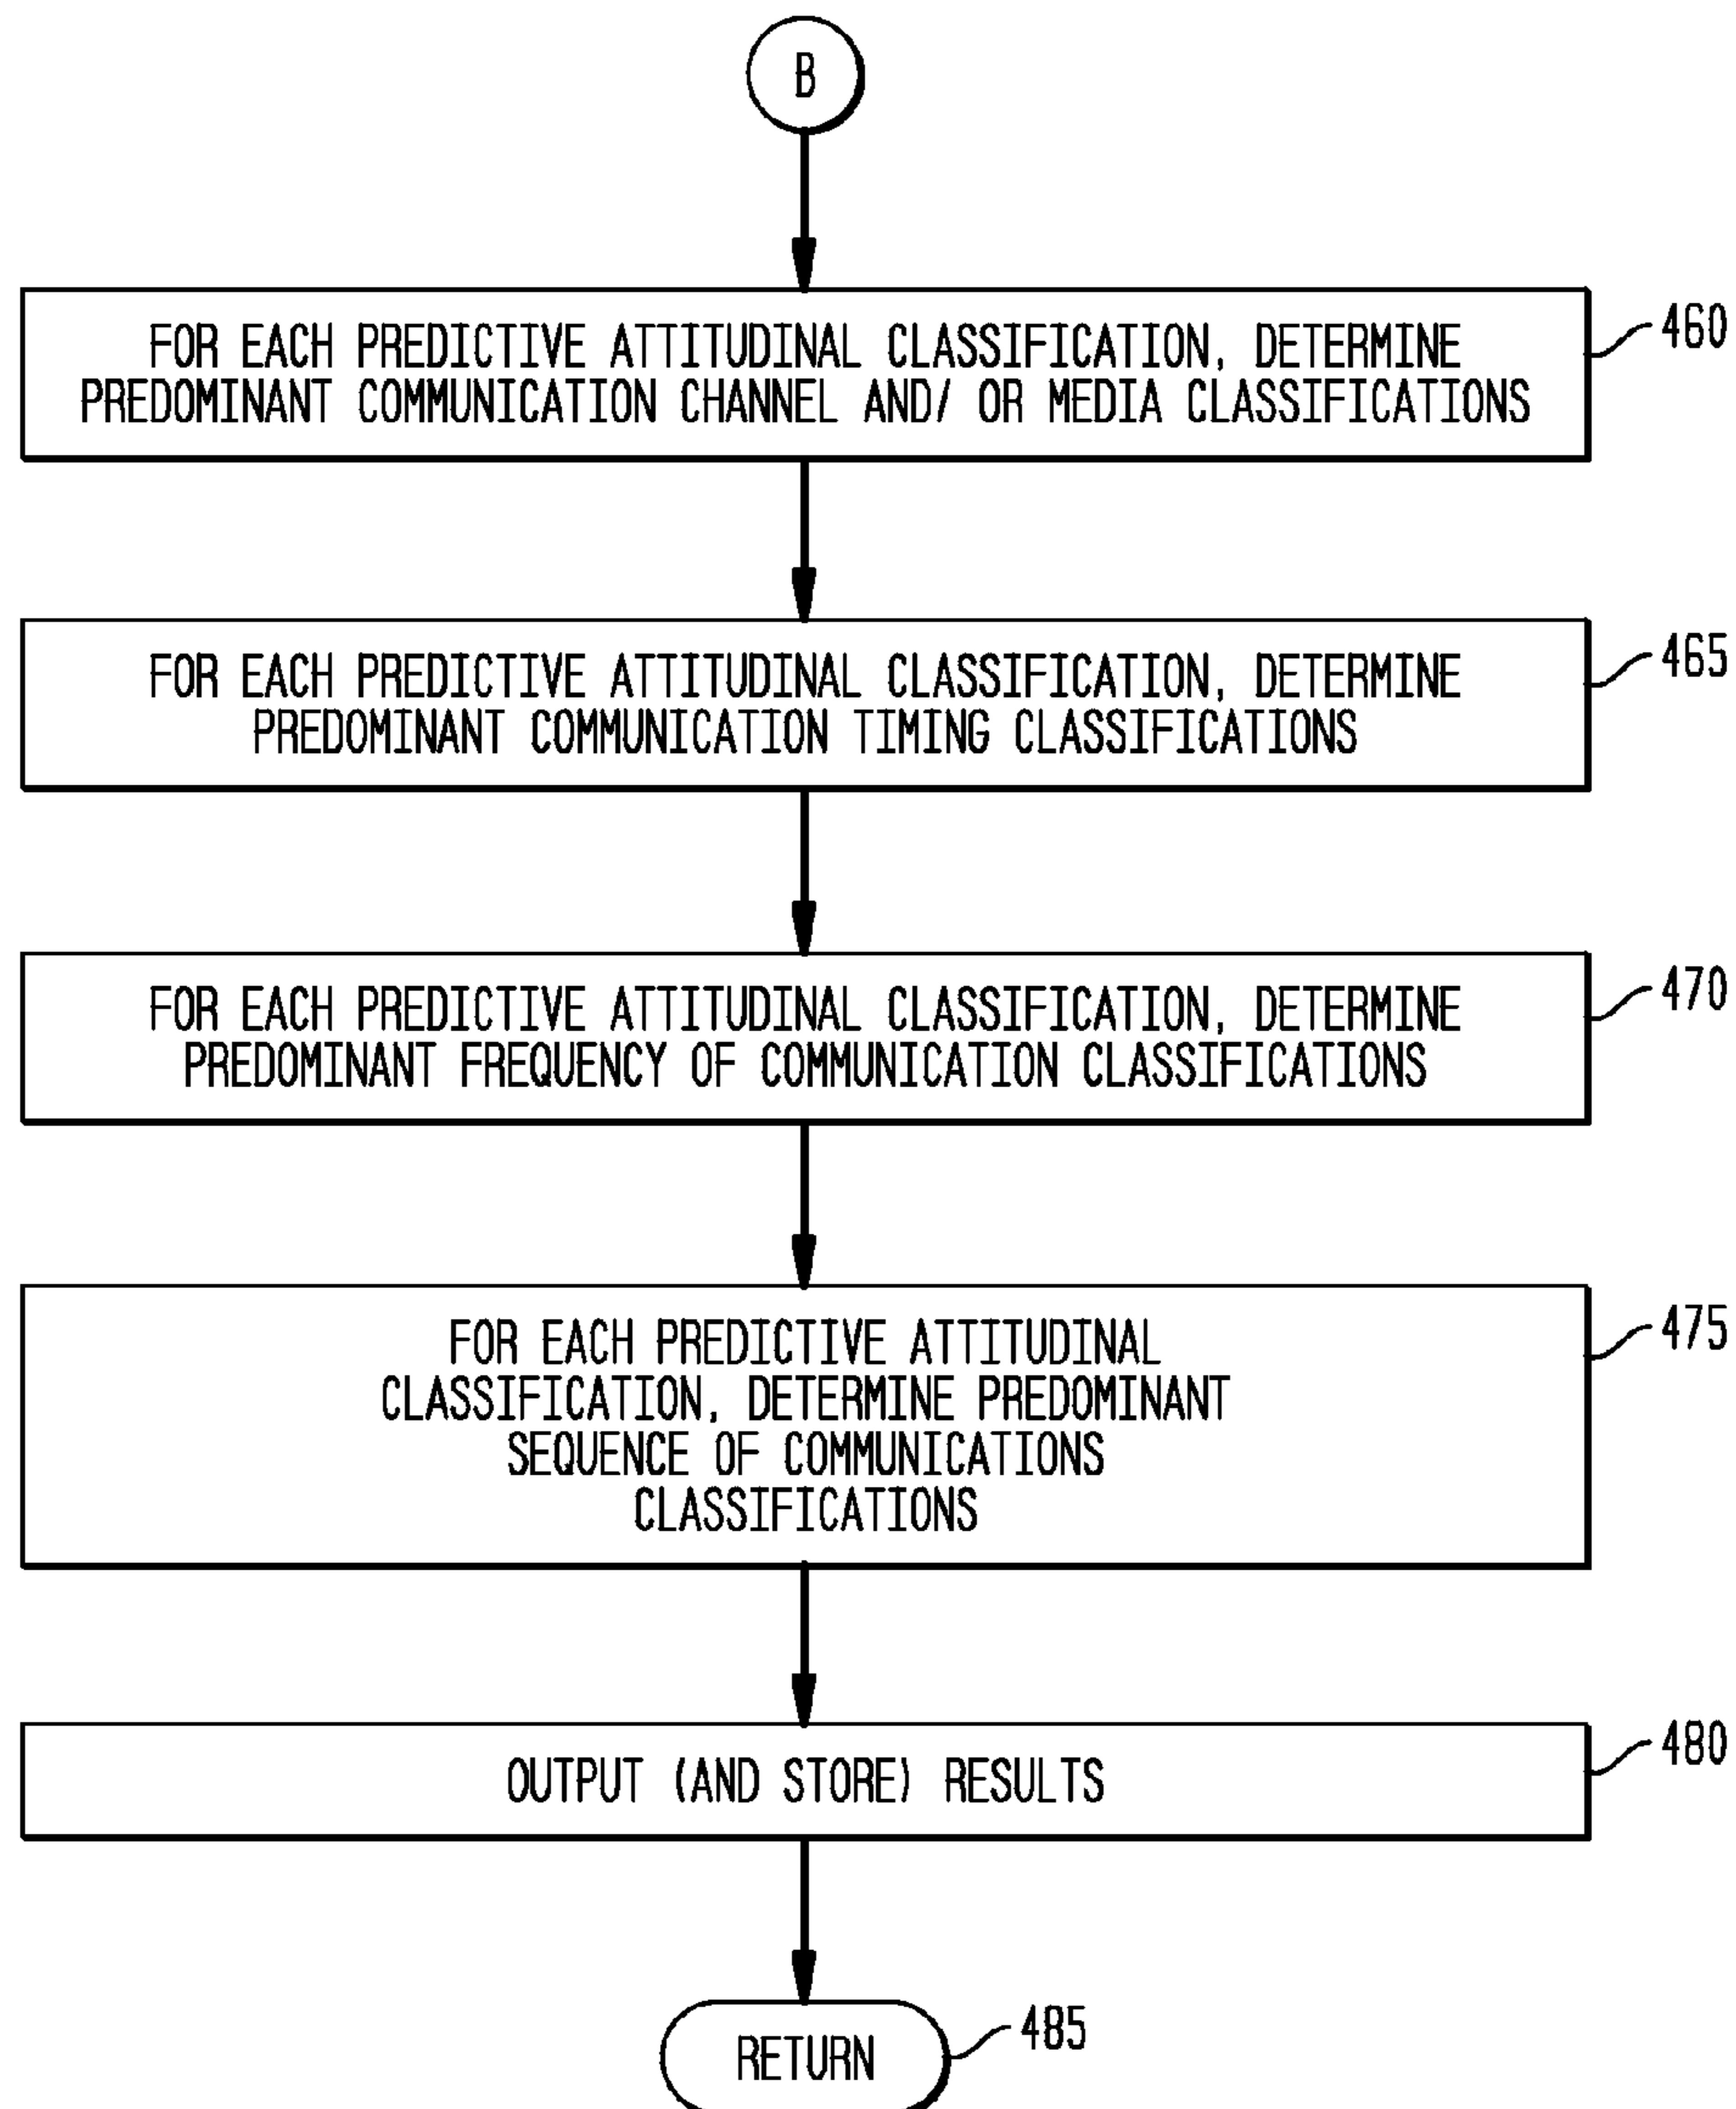 B
FOR EACH PREDICTIVE ATTITUDINAL CLASSIFICATION, DETERMINE
PREDOMINANT COMMUNICATION CHANNEL AND/ OR MEDIA CLASSIFICATIONS
460
FOR EACH PREDICTIVE ATTITUDINAL CLASSIFICATION, DETERMINE
PREDOMINANT COMMUNICATION TIMING CLASSIFICATIONS
465
FOR EACH PREDICTIVE ATTITUDINAL CLASSIFICATION, DETERMINE
PREDOMINANT FREQUENCY OF COMMUNICATION CLASSIFICATIONS
470
FOR EACH PREDICTIVE ATTITUDINAL
CLASSIFICATION, DETERMINE PREDOMINANT
SEQUENCE OF COMMUNICATIONS
CLASSIFICATIONS
475
OUTPUT (AND STORE) RESULTS
480
RETURN
485